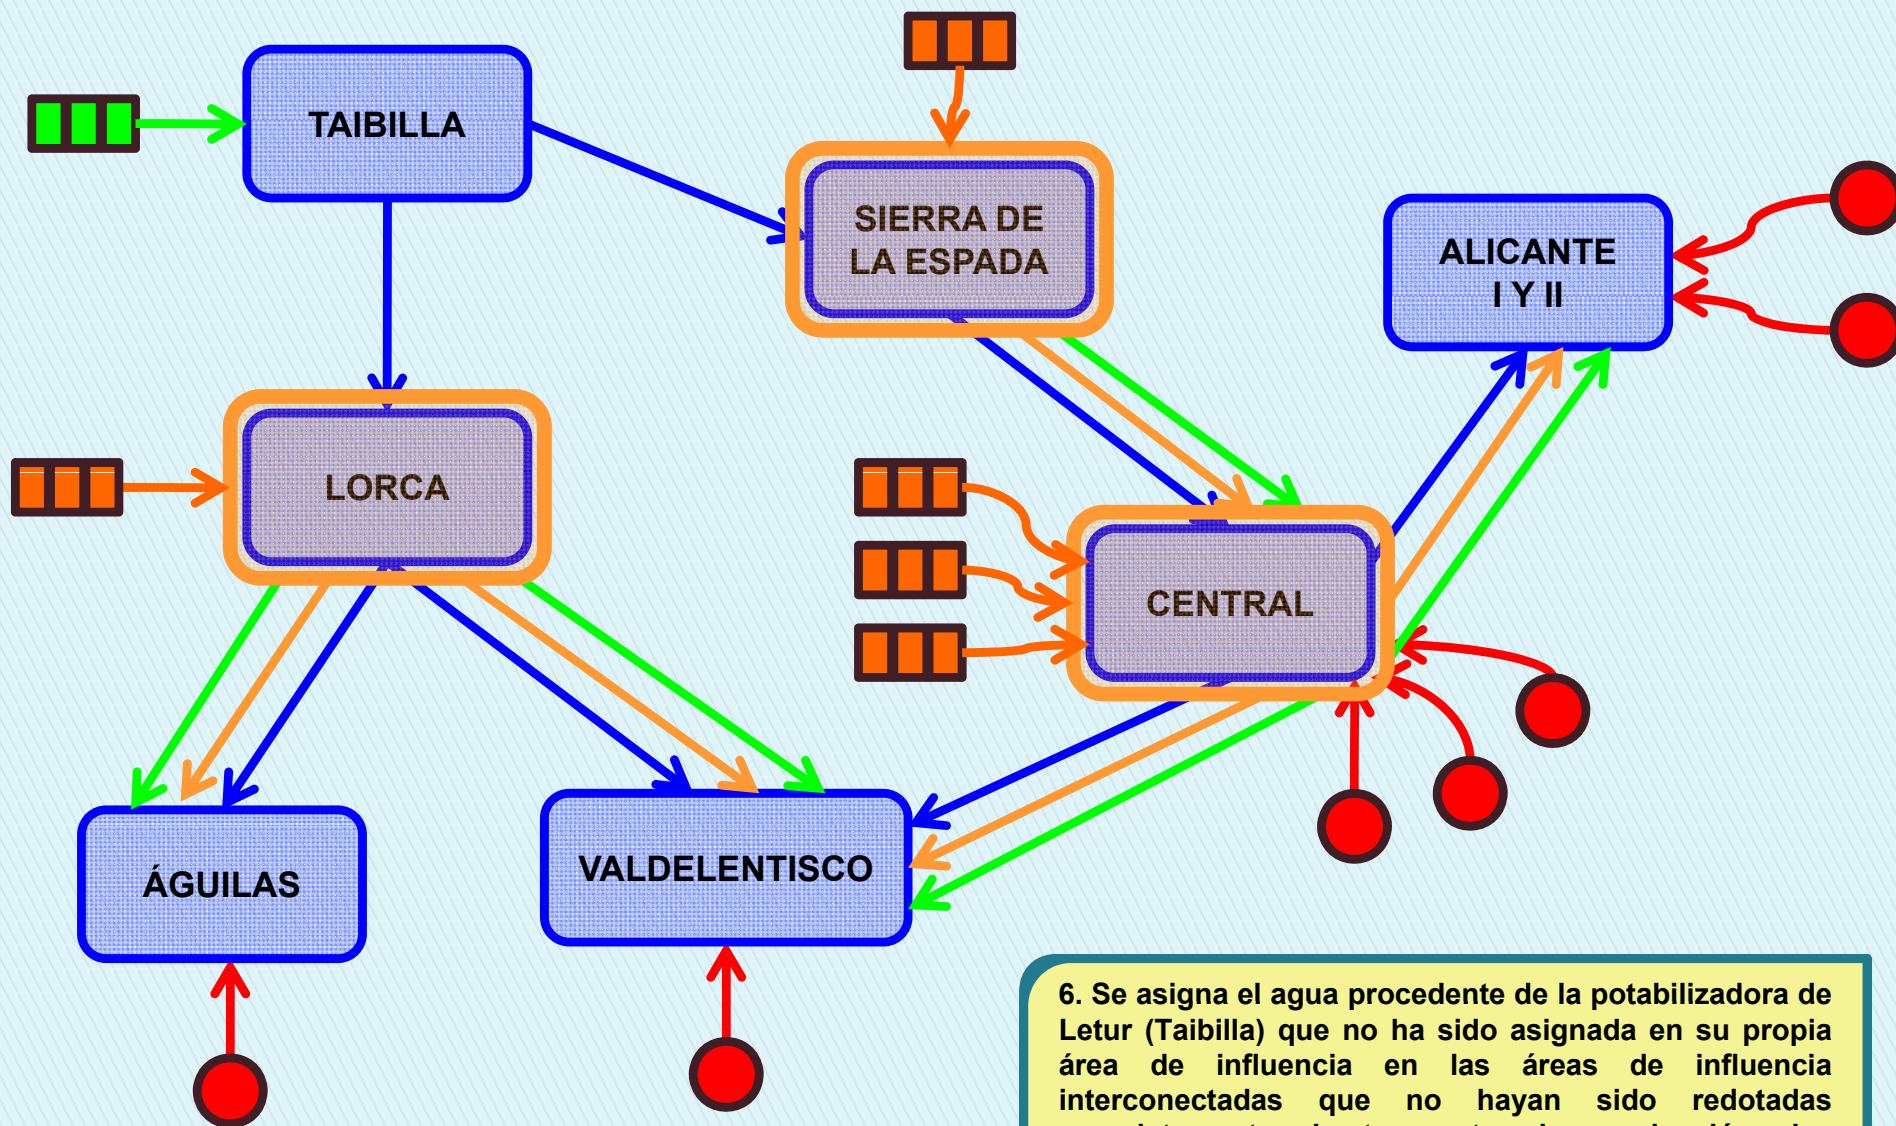 TAIBILLA
SIERRA DE
LA ESPADA
ALICANTE
I Y II
LORCA
CENTRAL
ÁGUILAS
VALDELENTISCO
6. Se asigna el agua procedente de la potabilizadora de
Letur (Taibilla) que no ha sido asignada en su propia
área de influencia en las áreas de influencia
interconectadas que no hayan sido redotadas